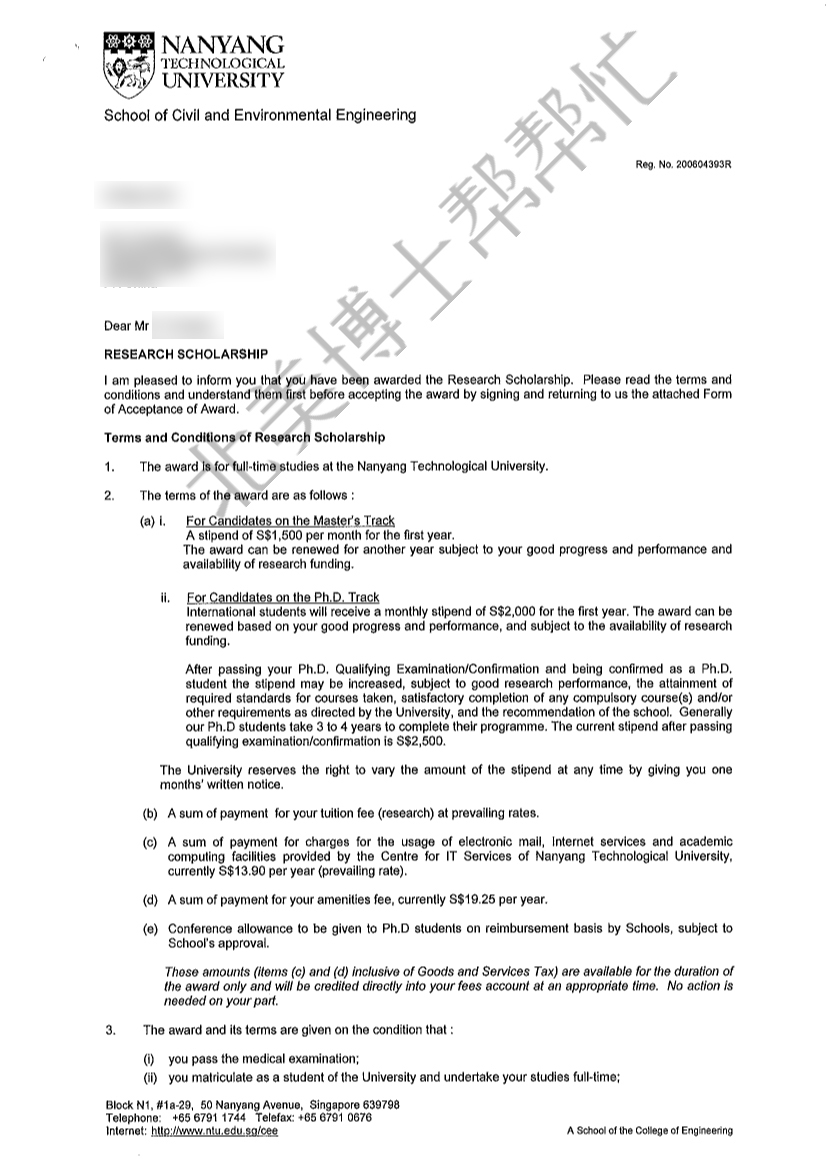 NANYANG
TECHNOLOGICAL
UNIVERSITY
School of Civil and Environmental Engineering
Reg. No. 200604393R
北美博士帮帮忙
Dear Mr
RESEARCH SCHOLARSHIP
I am pleased to inform you that you have been awarded the Research Scholarship. Please read the terms and
conditions and understand them first before accepting the award by signing and returning to us the attached Form
of Acceptance of Award.
Terms and Conditions of Research Scholarship
1. The award is for full-time studies at the Nanyang Technological University.
2. The terms of the award are as follows :
(a) i. For Candidates on the Master's Track
A stipend of S$1,500 per month for the first year.
The award can be renewed for another year subject to your good progress and performance and
availability of research funding.
ii. For Candidates on the Ph.D. Track
International students will receive a monthly stipend of S$2,000 for the first year. The award can be
renewed based on your good progress and performance, and subject to the availability of research
funding.
After passing your Ph.D. Qualifying Examination/Confirmation and being confirmed as a Ph.D.
student the stipend may be increased, subject to good research performance, the attainment of
required standards for courses taken, satisfactory completion of any compulsory course(s) and/or
other requirements as directed by the University, and the recommendation of the school. Generally
our Ph.D students take 3 to 4 years to complete their programme. The current stipend after passing
qualifying examination/confirmation is S$2,500.
The University reserves the right to vary the amount of the stipend at any time by giving you one
months' written notice.
(b) A sum of payment for your tuition fee (research) at prevailing rates.
(c) A sum of payment for charges for the usage of electronic mail, Internet services and academic
computing facilities provided by the Centre for IT Services of Nanyang Technological University,
currently S$13.90 per year (prevailing rate).
(d) A sum of payment for your amenities fee, currently S$19.25 per year.
(e) Conference allowance to be given to Ph.D students on reimbursement basis by Schools, subject to
School's approval.
These amounts (items (c) and (d) inclusive of Goods and Services Tax) are available for the duration of
the award only and will be credited directly into your fees account at an appropriate time. No action is
needed on your part.
3. The award and its terms are given on the condition that :
(i) you pass the medical examination;
(ii) you matriculate as a student of the University and undertake your studies full-time;
Block N1, #1a-29, 50 Nanyang Avenue, Singapore 639798
Telephone: +65 6791 1744 Telefax: +65 6791 0676
Internet: http://www.ntu.edu.sg/cee
A School of the College of Engineering